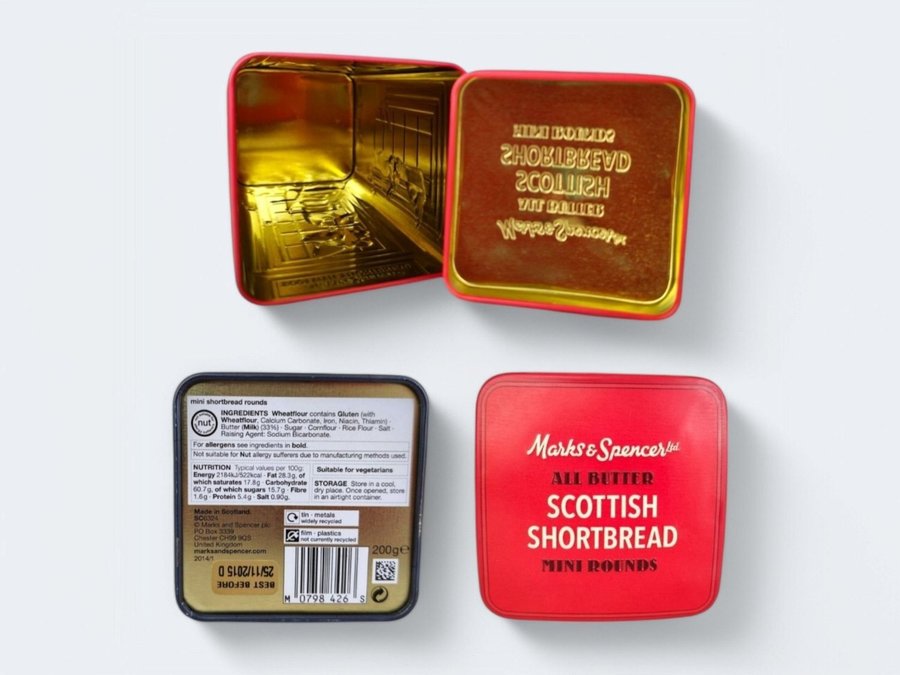 MINI ROUNDS
SHORTBREAD
SCOTTISH
ALL BUTTER
Marks & Spencer Ltd.
mini shortbread rounds
nut
INGREDIENTS Wheatflour contains Gluten (with
Wheatflour, Calcium Carbonate, Iron, Niacin, Thiamin) ·
Butter (Milk) (33%) · Sugar · Cornflour · Rice Flour · Salt ·
Raising Agent: Sodium Bicarbonate.
For allergens see ingredients in bold.
Not suitable for Nut allergy sufferers due to manufacturing methods used.
NUTRITION Typical values per 100g:
Energy 2184kJ/522kcal · Fat 28.3g, of
which saturates 17.8g · Carbohydrate
60.7g, of which sugars 15.7g · Fibre
1.6g · Protein 5.4g · Salt 0.90g.
Suitable for vegetarians
STORAGE Store in a cool,
dry place. Once opened, store
in an airtight container.
Made in Scotland.
SC6324
© Marks and Spencer plc
PO Box 3339
Chester CH99 9QS
United Kingdom
marksandspencer.com
2014/1
tin - metals
widely recycled
film - plastics
not currently recycled
200g e
BEST BEFORE
25/11/2015 D
M 0798 426 S
Marks & Spencer Ltd.
ALL BUTTER
SCOTTISH
SHORTBREAD
MINI ROUNDS